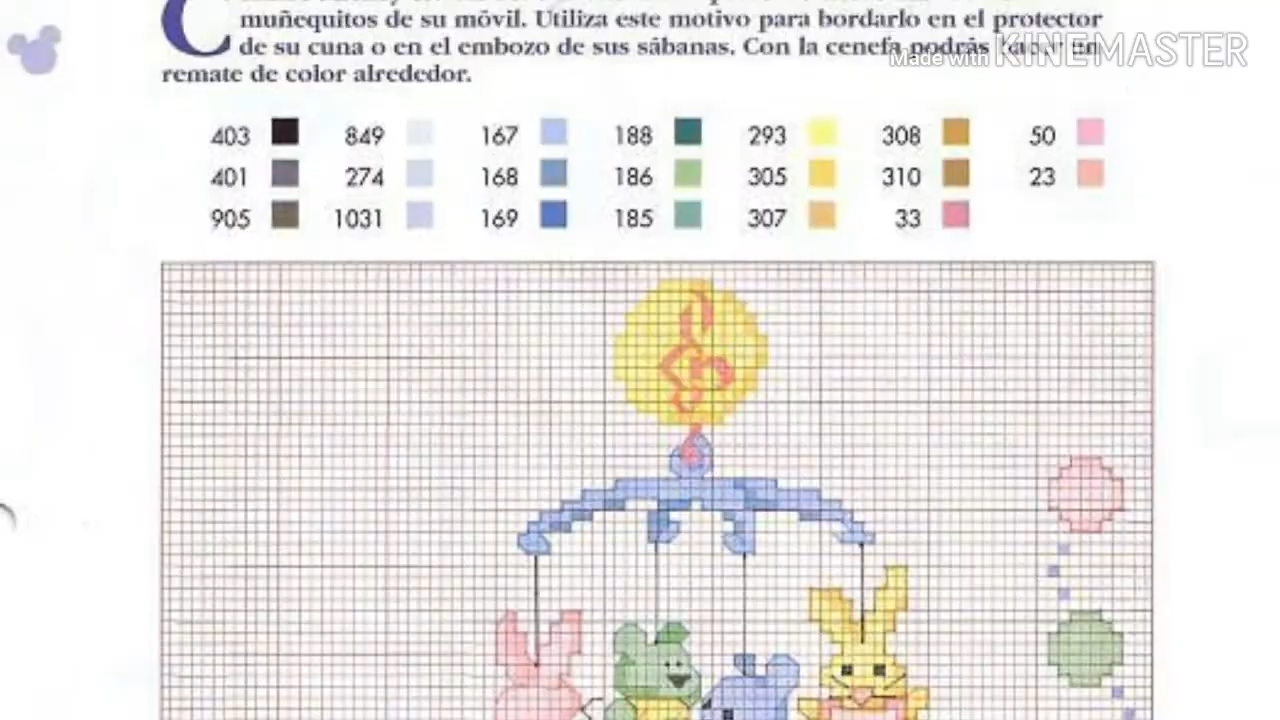 C
muñequitos de su móvil. Utiliza este motivo para bordarlo en el protector
de su cuna o en el embozo de sus sábanas. Con la cenefa podrás hacer un
remate de color alrededor.
Made with KINEMASTER
403 849 167 188 293 308 50
401 274 168 186 305 310 23
905 1031 169 185 307 33